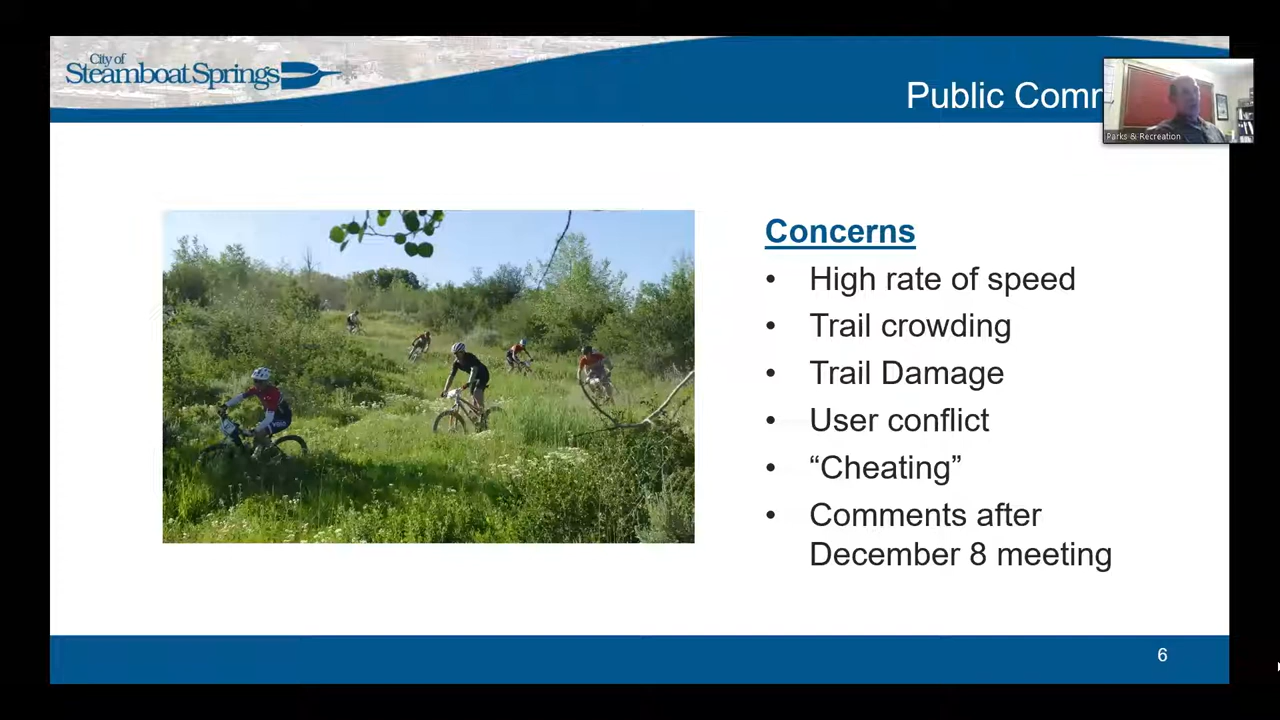 City of
Steamboat Springs
Public Com
Parks & Recreation
Concerns
• High rate of speed
• Trail crowding
• Trail Damage
• User conflict
• “Cheating”
• Comments after
December 8 meeting
6